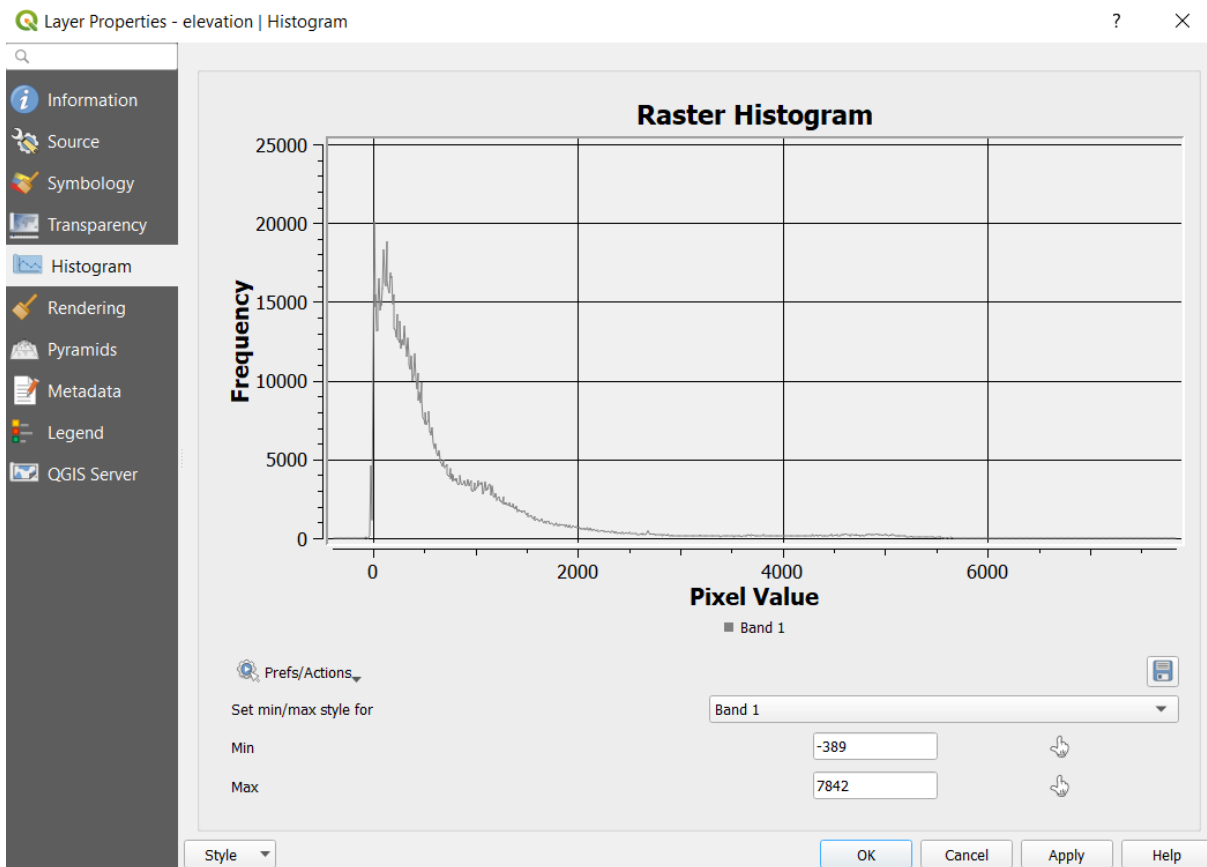 Layer Properties - elevation | Histogram ? ×
Information
Source
Symbology
Transparency
Histogram
Rendering
Pyramids
Metadata
Legend
QGIS Server
Raster Histogram
25000
20000
15000
10000
5000
0
Frequency
0 2000 4000 6000
Pixel Value
Band 1
Prefs/Actions
Set min/max style for Band 1
Min -389
Max 7842
Style OK Cancel Apply Help